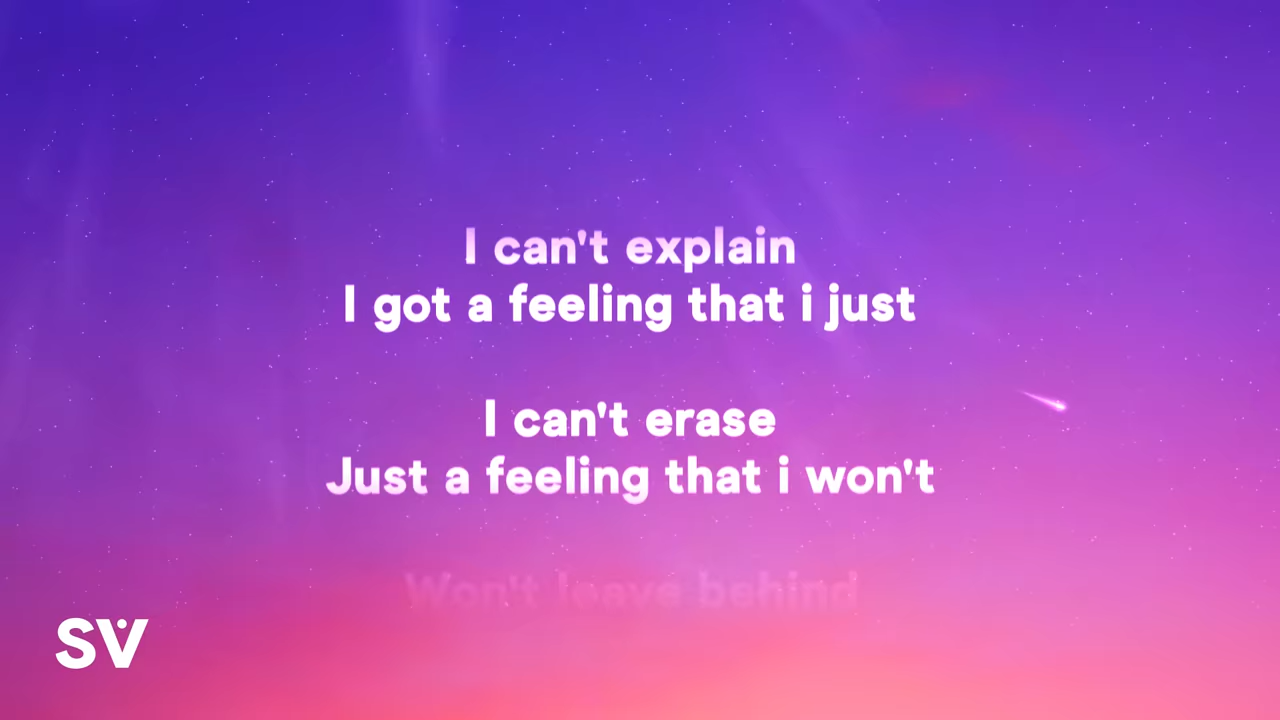 I can't explain
I got a feeling that i just
I can't erase
Just a feeling that i won't
Won't leave behind
SV